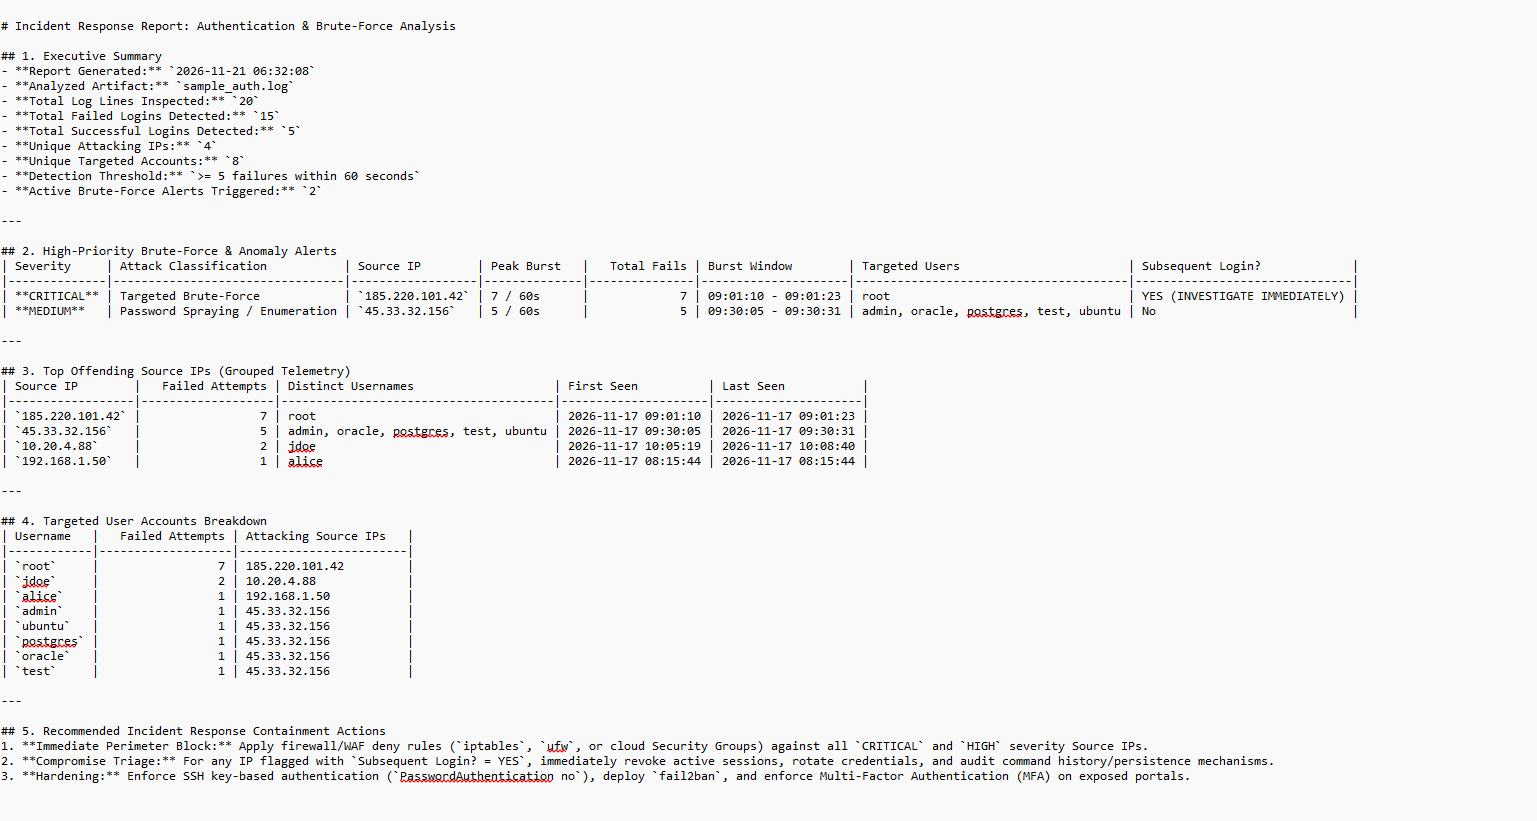 # Incident Response Report: Authentication & Brute-Force Analysis
## 1. Executive Summary
- **Report Generated:** `2026-11-21 06:32:08`
- **Analyzed Artifact:** `sample_auth.log`
- **Total Log Lines Inspected:** `20`
- **Total Failed Logins Detected:** `15`
- **Total Successful Logins Detected:** `5`
- **Unique Attacking IPs:** `4`
- **Unique Targeted Accounts:** `8`
- **Detection Threshold:** `>= 5 failures within 60 seconds`
- **Active Brute-Force Alerts Triggered:** `2`
---
## 2. High-Priority Brute-Force & Anomaly Alerts
| Severity     | Attack Classification           | Source IP        | Peak Burst   |   Total Fails | Burst Window        | Targeted Users                        | Subsequent Login?             |
|--------------|---------------------------------|------------------|--------------|---------------|---------------------|---------------------------------------|-------------------------------|
| **CRITICAL** | Targeted Brute-Force            | `185.220.101.42` | 7 / 60s      |             7 | 09:01:10 - 09:01:23 | root                                  | YES (INVESTIGATE IMMEDIATELY) |
| **MEDIUM**   | Password Spraying / Enumeration | `45.33.32.156`   | 5 / 60s      |             5 | 09:30:05 - 09:30:31 | admin, oracle, postgres, test, ubuntu | No                            |
---
## 3. Top Offending Source IPs (Grouped Telemetry)
| Source IP        |   Failed Attempts | Distinct Usernames                    | First Seen          | Last Seen           |
|------------------|-------------------|---------------------------------------|---------------------|---------------------|
| `185.220.101.42` |                 7 | root                                  | 2026-11-17 09:01:10 | 2026-11-17 09:01:23 |
| `45.33.32.156`   |                 5 | admin, oracle, postgres, test, ubuntu | 2026-11-17 09:30:05 | 2026-11-17 09:30:31 |
| `10.20.4.88`     |                 2 | jdoe                                  | 2026-11-17 10:05:19 | 2026-11-17 10:08:40 |
| `192.168.1.50`   |                 1 | alice                                 | 2026-11-17 08:15:44 | 2026-11-17 08:15:44 |
---
## 4. Targeted User Accounts Breakdown
| Username   |   Failed Attempts | Attacking Source IPs   |
|------------|-------------------|------------------------|
| `root`     |                 7 | 185.220.101.42         |
| `jdoe`     |                 2 | 10.20.4.88             |
| `alice`    |                 1 | 192.168.1.50           |
| `admin`    |                 1 | 45.33.32.156           |
| `ubuntu`   |                 1 | 45.33.32.156           |
| `postgres` |                 1 | 45.33.32.156           |
| `oracle`   |                 1 | 45.33.32.156           |
| `test`     |                 1 | 45.33.32.156           |
---
## 5. Recommended Incident Response Containment Actions
1. **Immediate Perimeter Block:** Apply firewall/WAF deny rules (`iptables`, `ufw`, or cloud Security Groups) against all `CRITICAL` and `HIGH` severity Source IPs.
2. **Compromise Triage:** For any IP flagged with `Subsequent Login? = YES`, immediately revoke active sessions, rotate credentials, and audit command history/persistence mechanisms.
3. **Hardening:** Enforce SSH key-based authentication (`PasswordAuthentication no`), deploy `fail2ban`, and enforce Multi-Factor Authentication (MFA) on exposed portals.